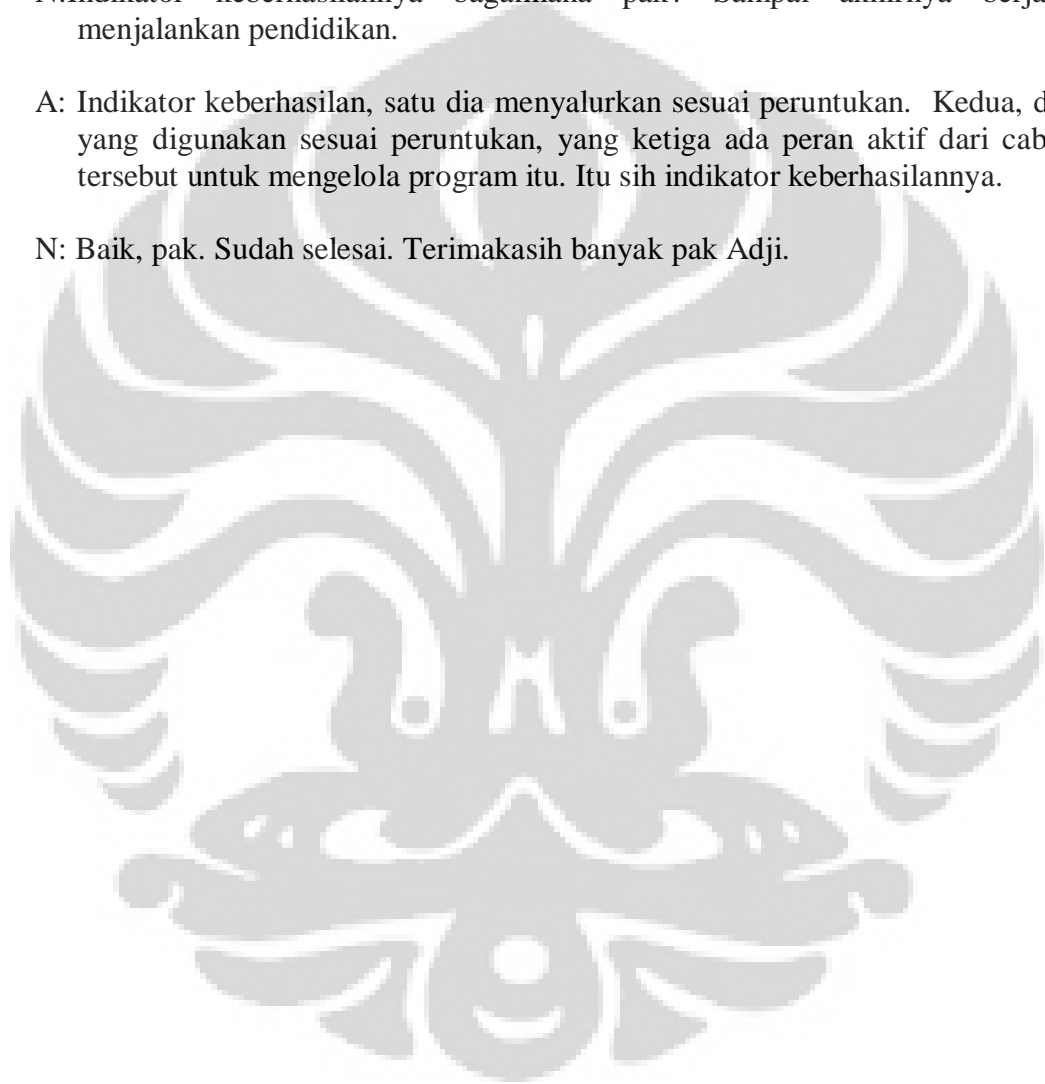 menjalankan pendidikan.
A: Indikator keberhasilan, satu dia menyalurkan sesuai peruntukan. Kedua, d
yang digunakan sesuai peruntukan, yang ketiga ada peran aktif dari cab
tersebut untuk mengelola program itu. Itu sih indikator keberhasilannya.
N: Baik, pak. Sudah selesai. Terimakasih banyak pak Adji.